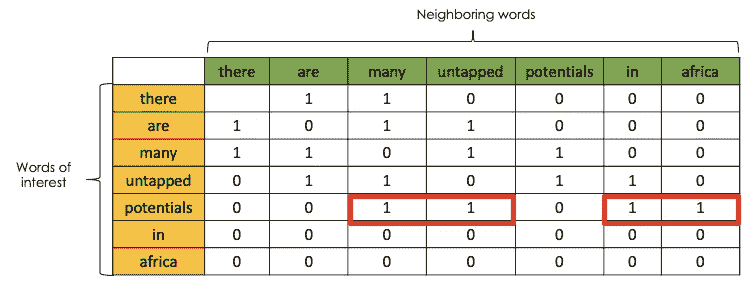 Neighboring words
there are many untapped potentials in africa
there 1 1 0 0 0 0
are 1 0 1 1 0 0 0
many 1 1 0 1 1 0 0
Words of interest
untapped 0 1 1 0 1 1 0
potentials 0 0 1 1 0 1 1
in 0 0 0 0 0 0 0
africa 0 0 0 0 0 0 0